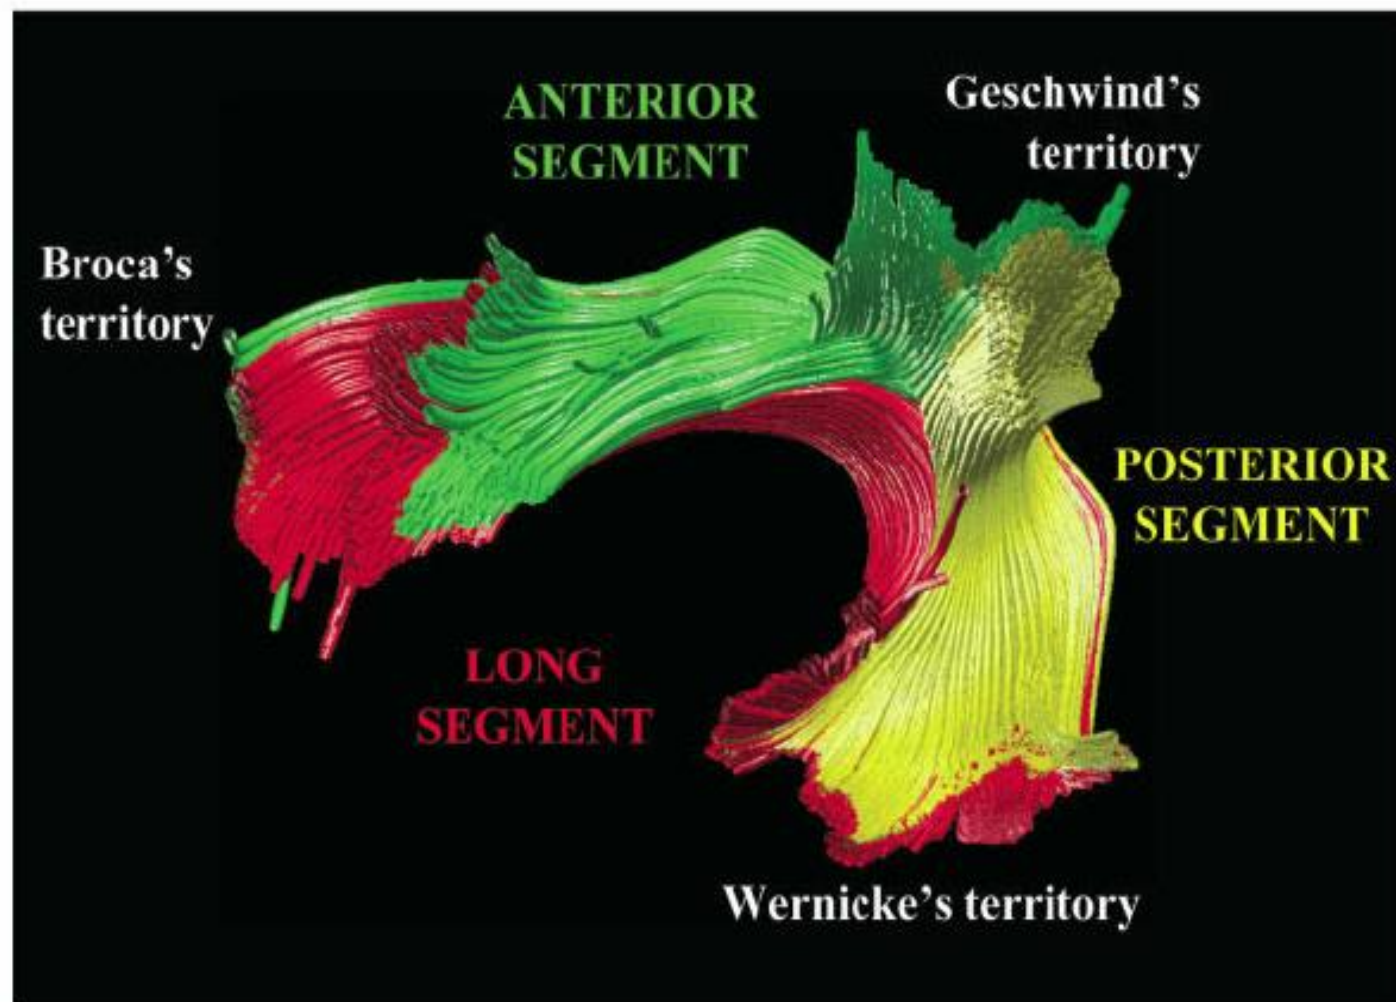 ANTERIOR
SEGMENT
Geschwind’s
territory
Broca’s
territory
POSTERIOR
SEGMENT
LONG
SEGMENT
Wernicke’s territory